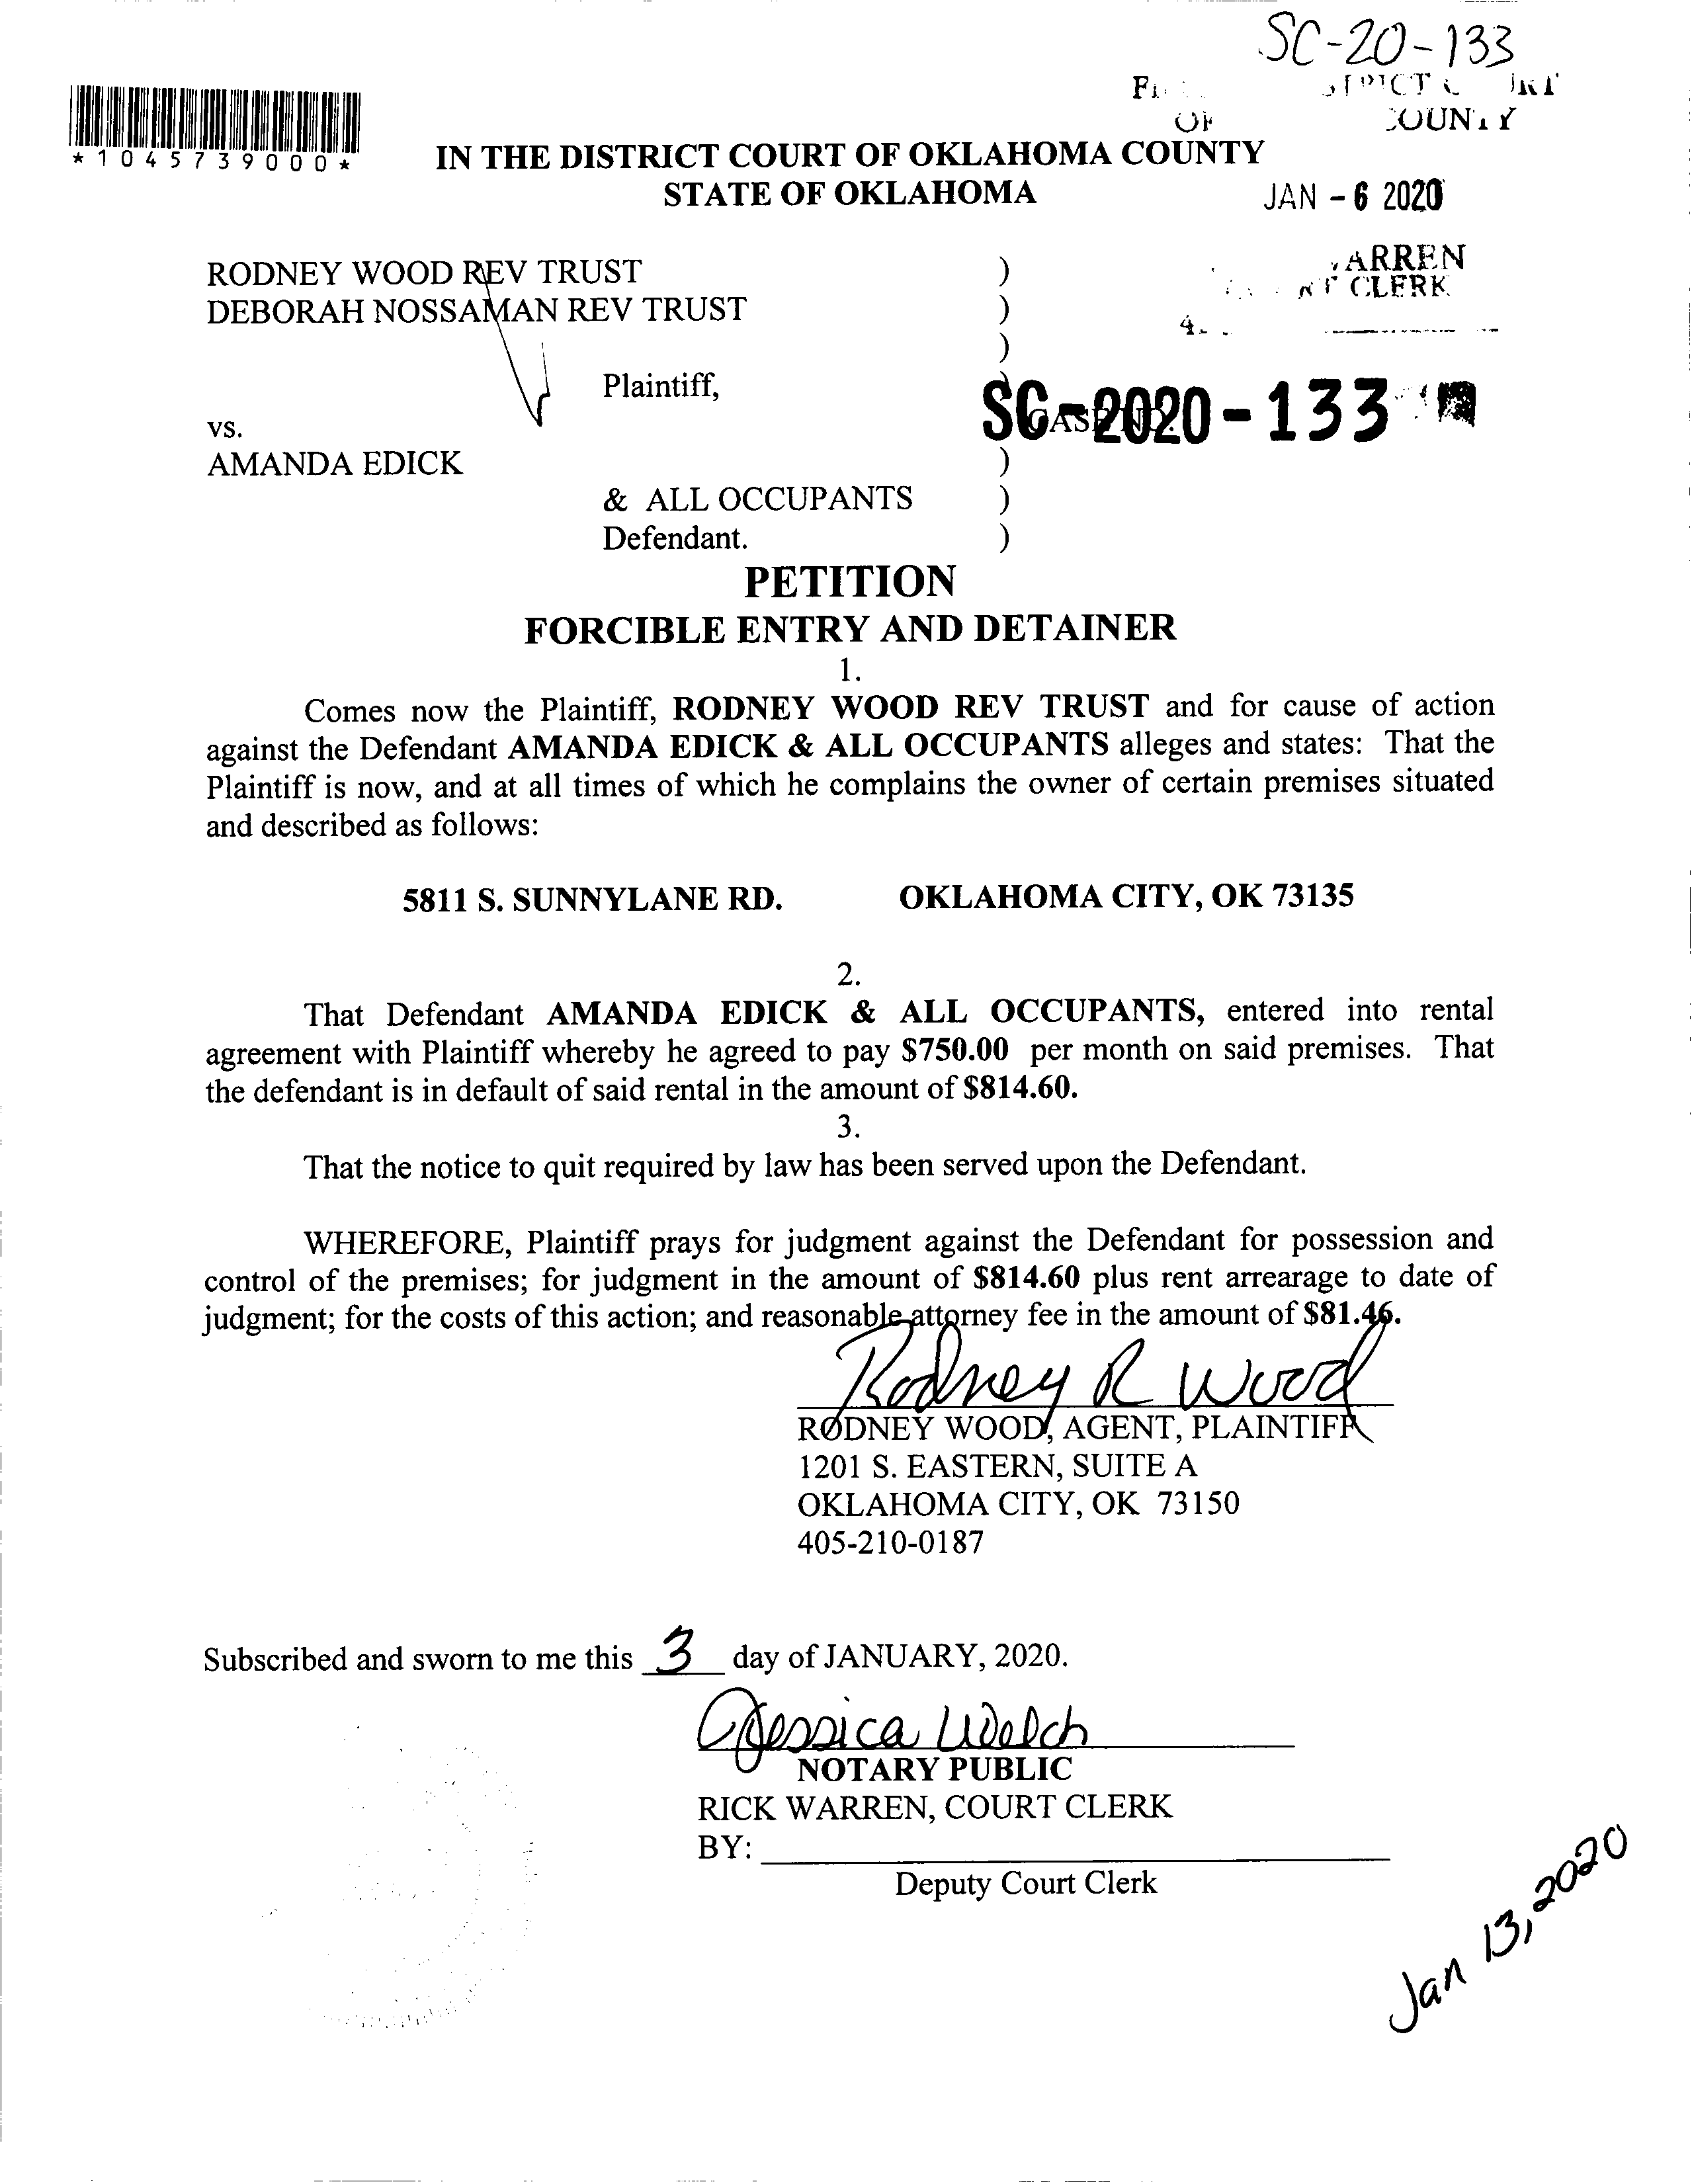 SC-20-133
COUNTY
*1045739000*
IN THE DISTRICT COURT OF OKLAHOMA COUNTY
STATE OF OKLAHOMA
JAN - 6 2020
RODNEY WOOD REV TRUST )
DEBORAH NOSSAMAN REV TRUST )
CLERK
)
Plaintiff,
SC-2020-133
vs.
AMANDA EDICK )
& ALL OCCUPANTS )
Defendant. )
PETITION
FORCIBLE ENTRY AND DETAINER
1.
Comes now the Plaintiff, RODNEY WOOD REV TRUST and for cause of action
against the Defendant AMANDA EDICK & ALL OCCUPANTS alleges and states: That the
Plaintiff is now, and at all times of which he complains the owner of certain premises situated
and described as follows:
5811 S. SUNNYLANE RD. OKLAHOMA CITY, OK 73135
2.
That Defendant AMANDA EDICK & ALL OCCUPANTS, entered into rental
agreement with Plaintiff whereby he agreed to pay $750.00 per month on said premises. That
the defendant is in default of said rental in the amount of $814.60.
3.
That the notice to quit required by law has been served upon the Defendant.
WHEREFORE, Plaintiff prays for judgment against the Defendant for possession and
control of the premises; for judgment in the amount of $814.60 plus rent arrearage to date of
judgment; for the costs of this action; and reasonable attorney fee in the amount of $81.46.
Rodney R Wood
RODNEY WOOD, AGENT, PLAINTIFF
1201 S. EASTERN, SUITE A
OKLAHOMA CITY, OK 73150
405-210-0187
Subscribed and sworn to me this 3 day of JANUARY, 2020.
Jessica Welch
NOTARY PUBLIC
RICK WARREN, COURT CLERK
BY:
Deputy Court Clerk
Jan 13, 2020